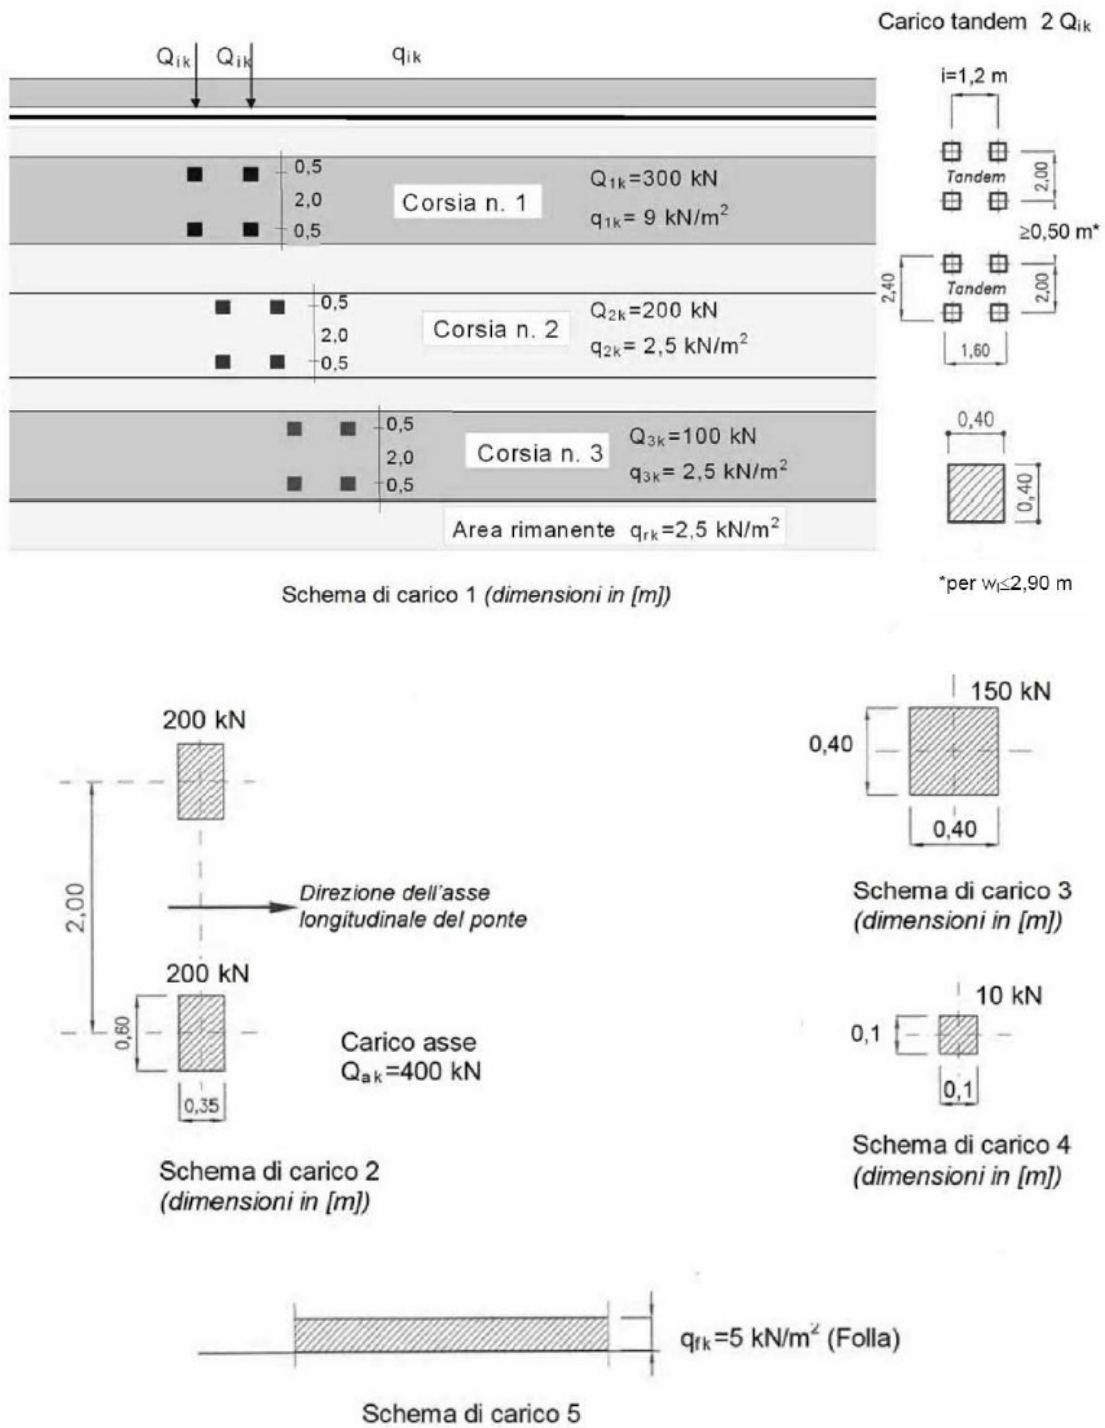 Carico tandem 2 Qik
Qik Qik qik
i=1,2 m
0,5
2,0
0,5
Corsia n. 1
Q1k=300 kN
q1k= 9 kN/m²
Tandem
2,00
≥0,50 m*
0,5
2,0
0,5
Corsia n. 2
Q2k=200 kN
q2k= 2,5 kN/m²
2,40
Tandem
2,00
1,60
0,5
2,0
0,5
Corsia n. 3
Q3k=100 kN
q3k= 2,5 kN/m²
0,40
0,40
Area rimanente qrk=2,5 kN/m²
Schema di carico 1 (dimensioni in [m])
*per wl≤2,90 m
200 kN
2,00
Direzione dell'asse
longitudinale del ponte
200 kN
0,60
0,35
Carico asse
Qak=400 kN
Schema di carico 2
(dimensioni in [m])
150 kN
0,40
0,40
Schema di carico 3
(dimensioni in [m])
10 kN
0,1
0,1
Schema di carico 4
(dimensioni in [m])
qfk=5 kN/m² (Folla)
Schema di carico 5